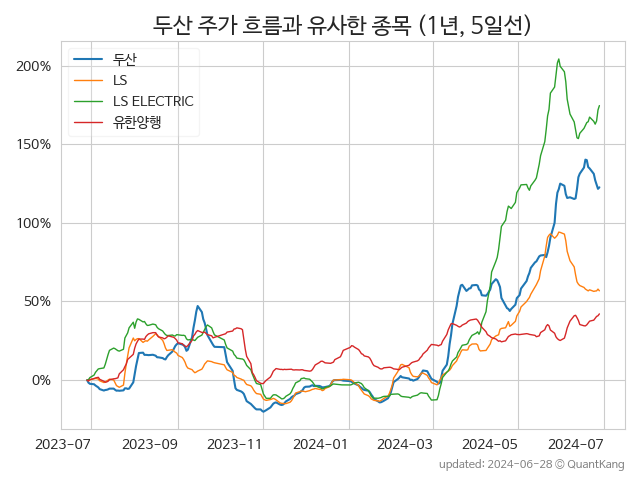 두산 주가 흐름과 유사한 종목 (1년, 5일선)
두산
LS
LS ELECTRIC
유한양행
200%
150%
100%
50%
0%
2023-07 2023-09 2023-11 2024-01 2024-03 2024-05 2024-07
updated: 2024-06-28 © QuantKang